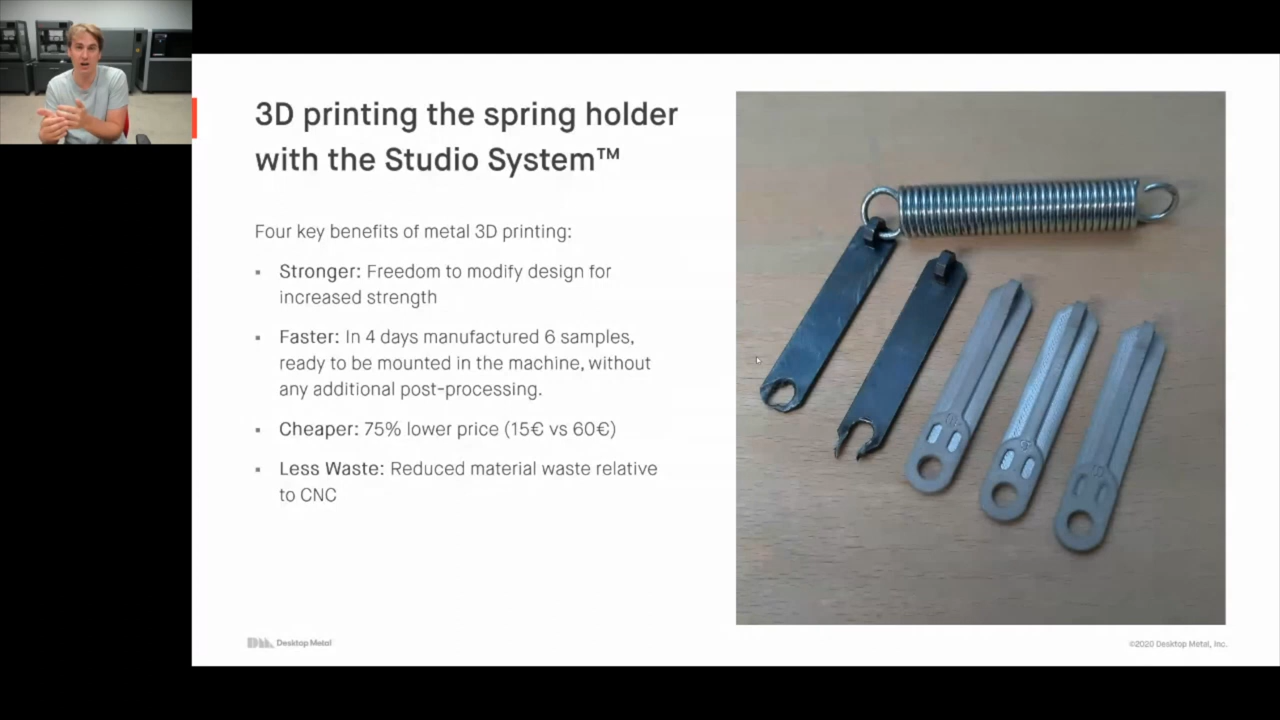 3D printing the spring holder
with the Studio System™
Four key benefits of metal 3D printing:
▪ Stronger: Freedom to modify design for
increased strength
▪ Faster: In 4 days manufactured 6 samples,
ready to be mounted in the machine, without
any additional post-processing.
▪ Cheaper: 75% lower price (15€ vs 60€)
▪ Less Waste: Reduced material waste relative
to CNC
Desktop Metal
©2020 Desktop Metal, Inc.